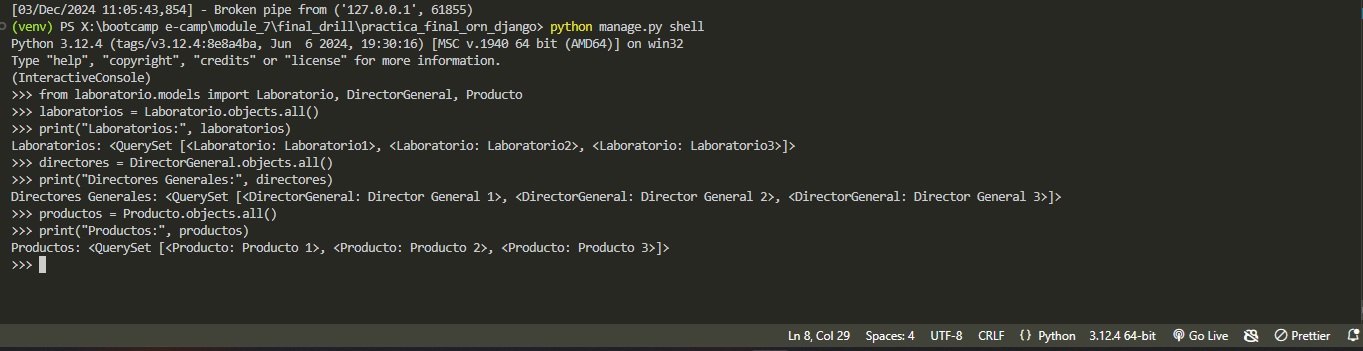 [03/Dec/2024 11:05:43,854] - Broken pipe from ('127.0.0.1', 61855)
(venv) PS X:\bootcamp e-camp\module_7\final_drill\practica_final_orn_django> python manage.py shell
Python 3.12.4 (tags/v3.12.4:8e8a4ba, Jun  6 2024, 19:30:16) [MSC v.1940 64 bit (AMD64)] on win32
Type "help", "copyright", "credits" or "license" for more information.
(InteractiveConsole)
>>> from laboratorio.models import Laboratorio, DirectorGeneral, Producto
>>> laboratorios = Laboratorio.objects.all()
>>> print("Laboratorios:", laboratorios)
Laboratorios: <QuerySet [<Laboratorio: Laboratorio1>, <Laboratorio: Laboratorio2>, <Laboratorio: Laboratorio3>]>
>>> directores = DirectorGeneral.objects.all()
>>> print("Directores Generales:", directores)
Directores Generales: <QuerySet [<DirectorGeneral: Director General 1>, <DirectorGeneral: Director General 2>, <DirectorGeneral: Director General 3>]>
>>> productos = Producto.objects.all()
>>> print("Productos:", productos)
Productos: <QuerySet [<Producto: Producto 1>, <Producto: Producto 2>, <Producto: Producto 3>]>
>>>
Ln 8, Col 29 Spaces: 4 UTF-8 CRLF {} Python 3.12.4 64-bit Go Live Prettier